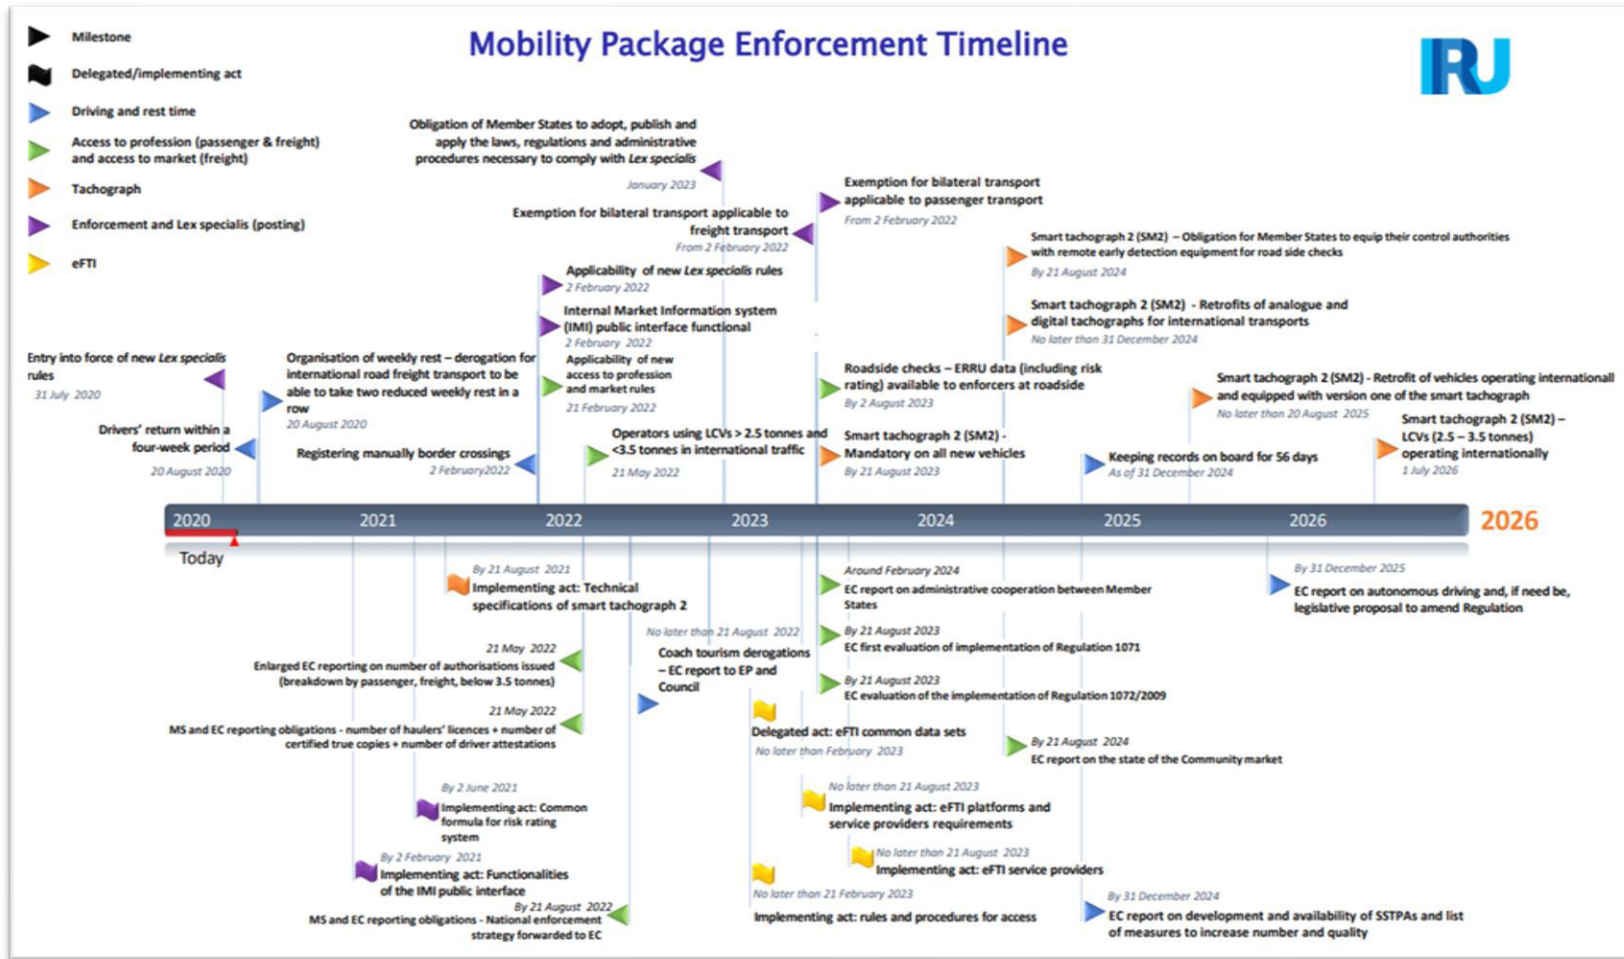 Mobility Package Enforcement Timeline
IRU
Milestone
Delegated/implementing act
Driving and rest time
Access to profession (passenger & freight)
and access to market (freight)
Tachograph
Enforcement and Lex specialis (posting)
eFTI
Obligation of Member States to adopt, publish and
apply the laws, regulations and administrative
procedures necessary to comply with Lex specialis
January 2023
Exemption for bilateral transport applicable to
freight transport
From 2 February 2022
Exemption for bilateral transport
applicable to passenger transport
From 2 February 2022
Smart tachograph 2 (SM2) – Obligation for Member States to equip their control authorities
with remote early detection equipment for road side checks
By 21 August 2024
Applicability of new Lex specialis rules
2 February 2022
Internal Market Information system
(IMI) public interface functional
2 February 2022
Smart tachograph 2 (SM2) - Retrofits of analogue and
digital tachographs for international transports
No later than 31 December 2024
Entry into force of new Lex specialis
rules
31 July 2020
Organisation of weekly rest – derogation for
international road freight transport to be
able to take two reduced weekly rest in a
row
20 August 2020
Applicability of new
access to profession
and market rules
21 February 2022
Roadside checks – ERRU data (including risk
rating) available to enforcers at roadside
By 2 August 2023
Smart tachograph 2 (SM2) - Retrofit of vehicles operating internationall
and equipped with version one of the smart tachograph
No later than 20 August 2025
Drivers' return within a
four-week period
20 August 2020
Registering manually border crossings
2 February2022
Operators using LCVs > 2.5 tonnes and
<3.5 tonnes in international traffic
21 May 2022
Smart tachograph 2 (SM2) -
Mandatory on all new vehicles
By 21 August 2023
Keeping records on board for 56 days
As of 31 December 2024
Smart tachograph 2 (SM2) –
LCVs (2.5 – 3.5 tonnes)
operating internationally
1 July 2026
2020 2021 2022 2023 2024 2025 2026 2026
Today
By 21 August 2021
Implementing act: Technical
specifications of smart tachograph 2
Around February 2024
EC report on administrative cooperation between Member
States
By 31 December 2025
EC report on autonomous driving and, if need be,
legislative proposal to amend Regulation
21 May 2022
Enlarged EC reporting on number of authorisations issued
(breakdown by passenger, freight, below 3.5 tonnes)
No later than 21 August 2022
Coach tourism derogations
– EC report to EP and
Council
By 21 August 2023
EC first evaluation of implementation of Regulation 1071
By 21 August 2023
EC evaluation of the implementation of Regulation 1072/2009
21 May 2022
MS and EC reporting obligations - number of haulers' licences + number of
certified true copies + number of driver attestations
Delegated act: eFTI common data sets
No later than February 2023
By 21 August 2024
EC report on the state of the Community market
By 2 June 2021
Implementing act: Common
formula for risk rating
system
No later than 21 August 2023
Implementing act: eFTI platforms and
service providers requirements
By 2 February 2021
Implementing act: Functionalities
of the IMI public interface
No later than 21 August 2023
Implementing act: eFTI service providers
No later than 21 February 2023
Implementing act: rules and procedures for access
By 21 August 2022
MS and EC reporting obligations - National enforcement
strategy forwarded to EC
By 31 December 2024
EC report on development and availability of SSTPAs and list
of measures to increase number and quality